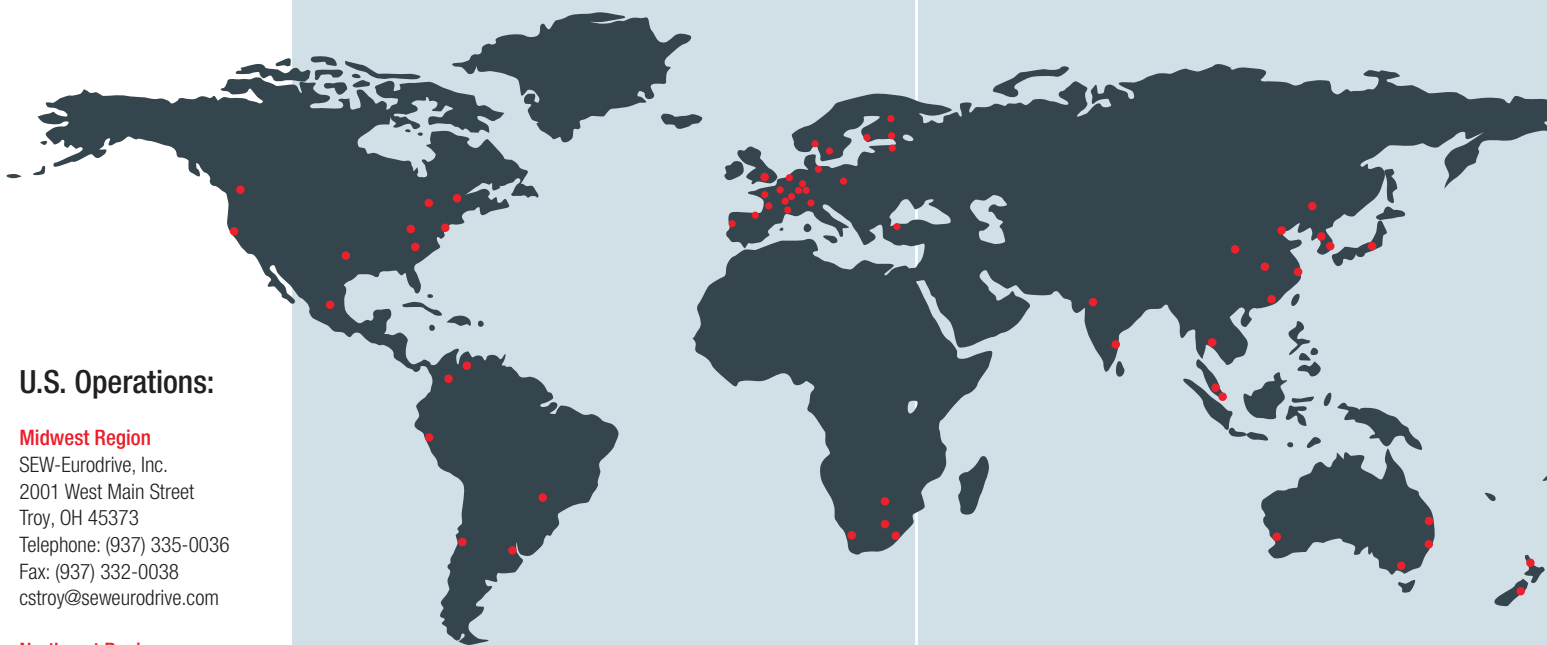 U.S. Operations:
Midwest Region
SEW-Eurodrive, Inc.
2001 West Main Street
Troy, OH 45373
Telephone: (937) 335-0036
Fax: (937) 332-0038
cstroy@seweurodrive.com